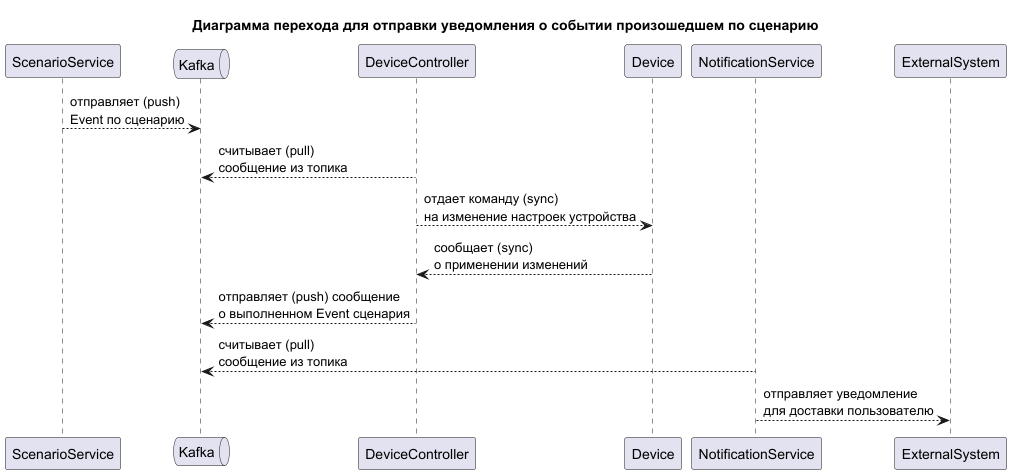 Диаграмма перехода для отправки уведомления о событии произошедшем по сценарию
ScenarioService
Kafka
DeviceController
Device
NotificationService
ExternalSystem
отправляет (push)
Event по сценарию
считывает (pull)
сообщение из топика
отдает команду (sync)
на изменение настроек устройства
сообщает (sync)
о применении изменений
отправляет (push) сообщение
о выполненном Event сценария
считывает (pull)
сообщение из топика
отправляет уведомление
для доставки пользователю
ScenarioService
Kafka
DeviceController
Device
NotificationService
ExternalSystem